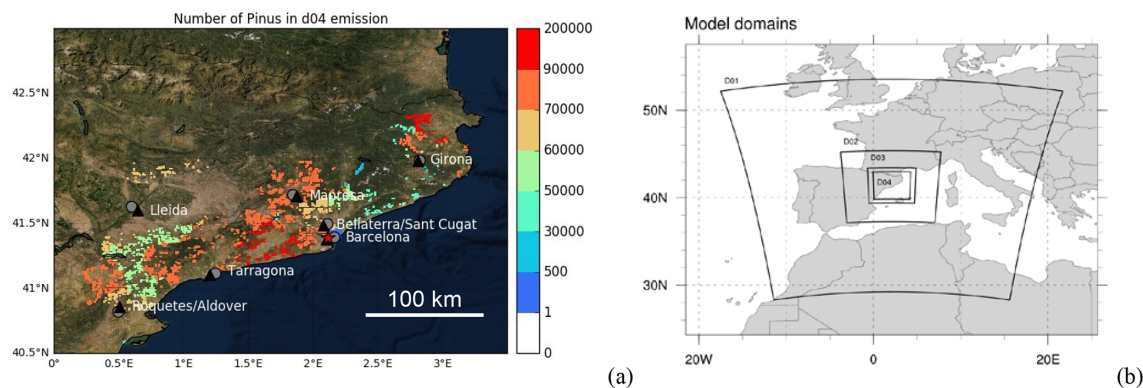 Number of Pinus in d04 emission
42.5°N
42°N
41.5°N
41°N
40.5°N
0°
0.5°E
1°E
1.5°E
2°E
2.5°E
3°E
Girona
Manresa
Lleida
Bellaterra/Sant Cugat
Barcelona
Tarragona
Roquetes/Aldover
100 km
200000
90000
70000
60000
50000
30000
500
1
0
(a)
Model domains
D01
D02
D03
D04
50N
40N
30N
20W
0
20E
(b)